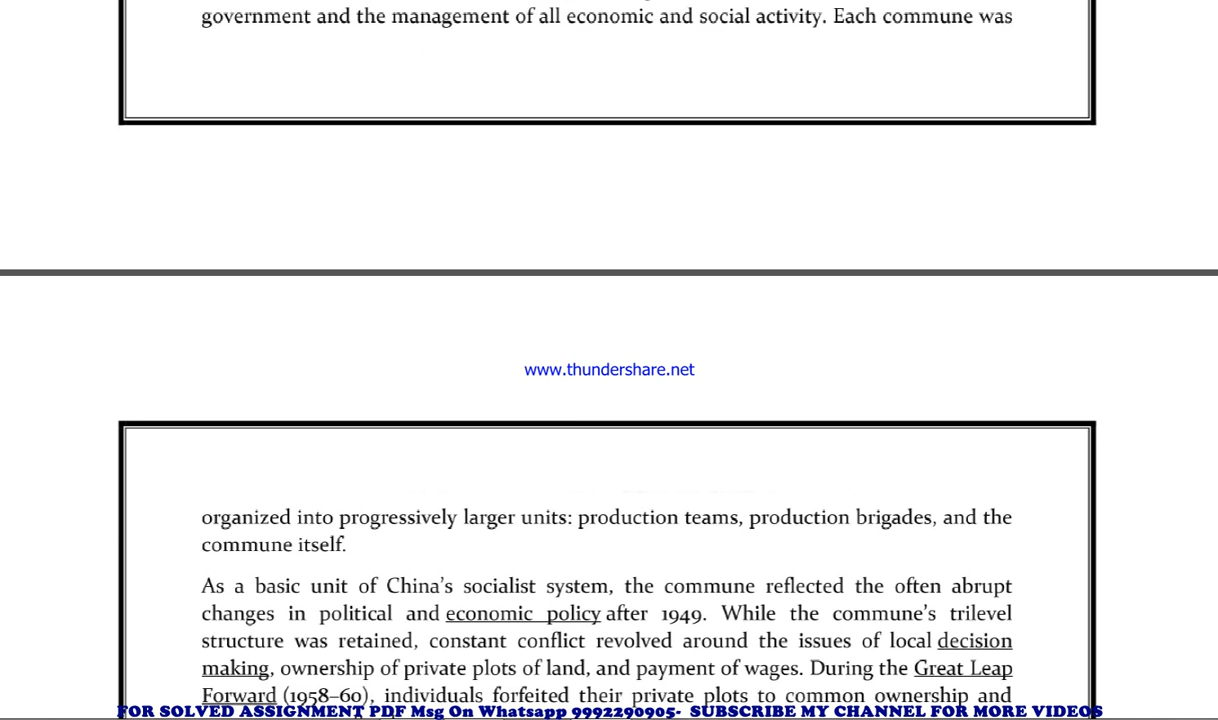 government and the management of all economic and social activity. Each commune was
www.thundershare.net
organized into progressively larger units: production teams, production brigades, and the
commune itself.
As a basic unit of China's socialist system, the commune reflected the often abrupt
changes in political and economic policy after 1949. While the commune's trilevel
structure was retained, constant conflict revolved around the issues of local decision
making, ownership of private plots of land, and payment of wages. During the Great Leap
Forward (1958–60), individuals forfeited their private plots to common ownership and
FOR SOLVED ASSIGNMENT PDF Msg On Whatsapp 9992290905- SUBSCRIBE MY CHANNEL FOR MORE VIDEOS